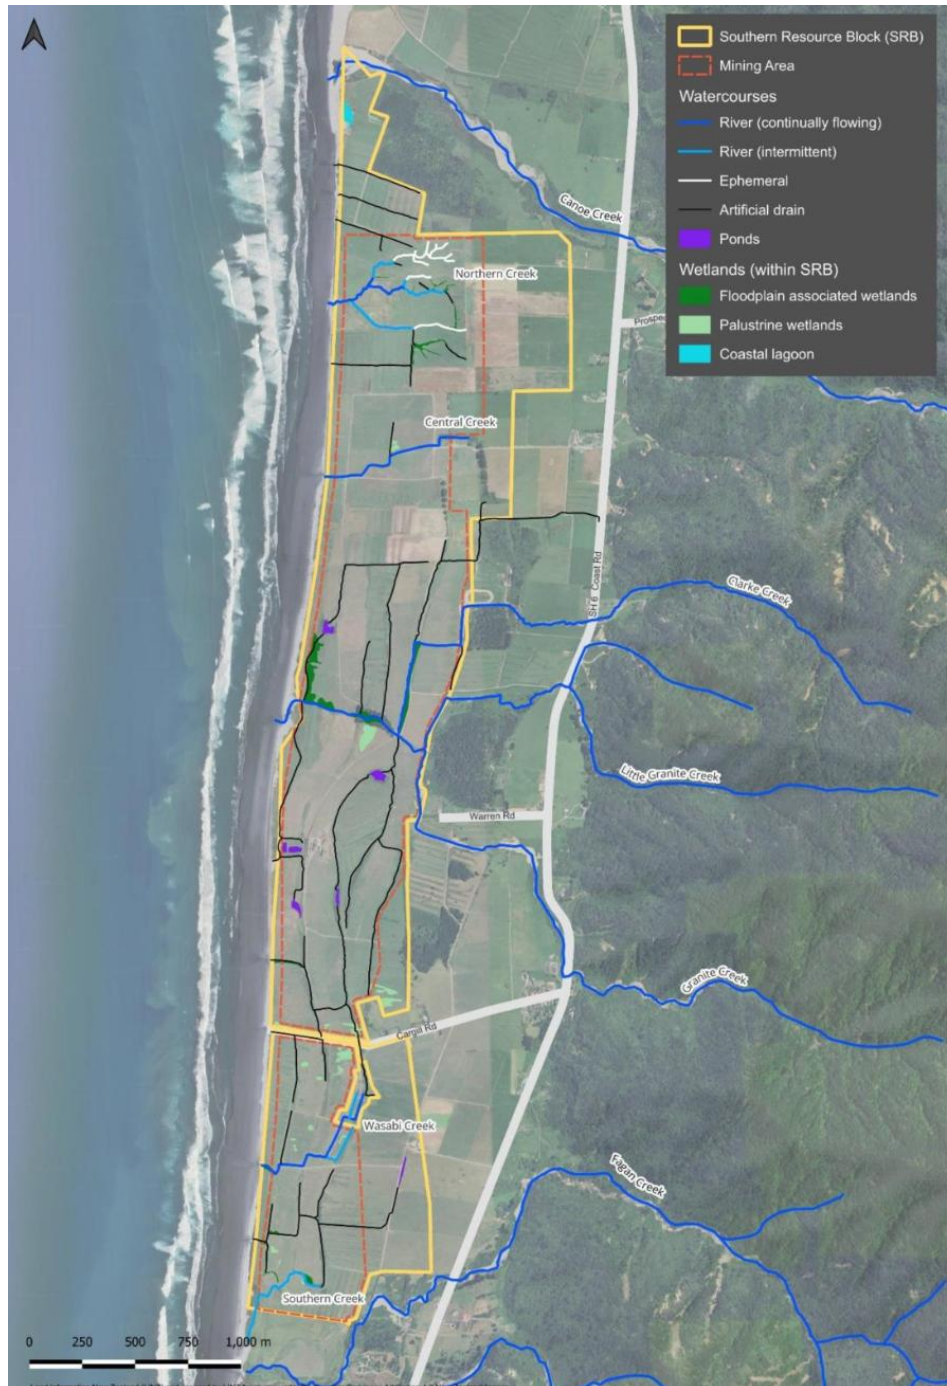 Southern Resource Block (SRB)
Mining Area
Watercourses
River (continually flowing)
River (intermittent)
Ephemeral
Artificial drain
Ponds
Wetlands (within SRB)
Floodplain associated wetlands
Palustrine wetlands
Coastal lagoon
Canoe Creek
Northern Creek
Central Creek
SH 6 Coast Rd
Clarke Creek
Little Granite Creek
Warren Rd
Granite Creek
Cargill Rd
Wasabi Creek
Fagan Creek
Southern Creek
0 250 500 750 1,000 m